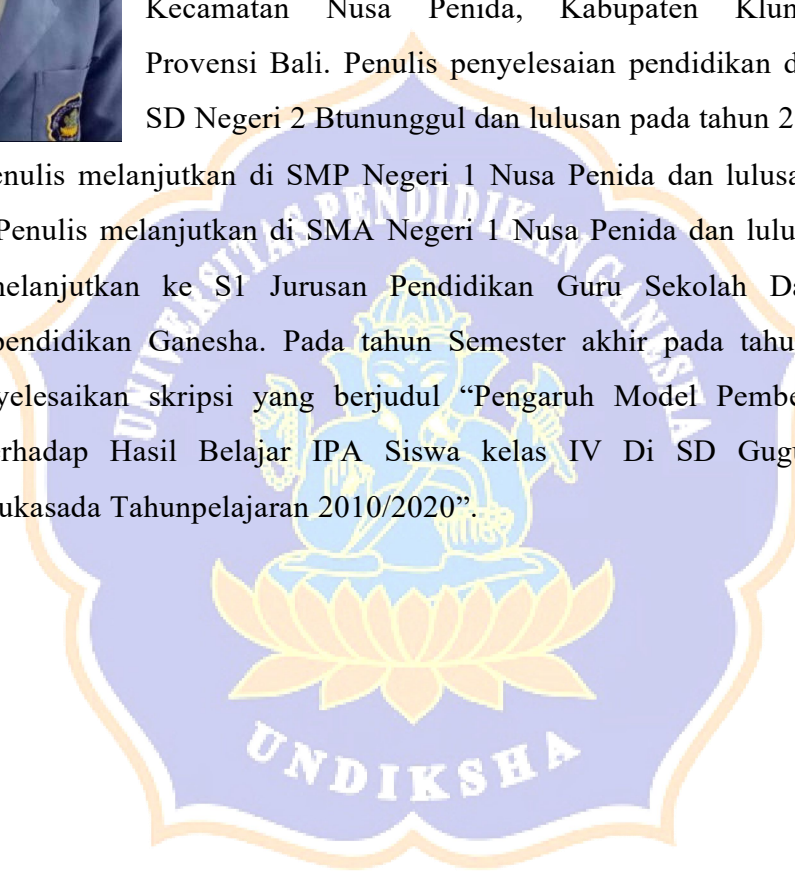 Kecamatan Nusa Penida, Kabupaten Klun
Provensi Bali. Penulis penyelesaian pendidikan d
SD Negeri 2 Btununggul dan lulusan pada tahun 2
enulis melanjutkan di SMP Negeri 1 Nusa Penida dan lulusa
Penulis melanjutkan di SMA Negeri 1 Nusa Penida dan lulu
nelanjutkan ke S1 Jurusan Pendidikan Guru Sekolah Da
pendidikan Ganesha. Pada tahun Semester akhir pada tahu
yelesaikan skripsi yang berjudul “Pengaruh Model Pembe
rhadap Hasil Belajar IPA Siswa kelas IV Di SD Gugu
ukasada Tahunpelajaran 2010/2020”.
UNIVERSITAS PENDIDIKAN GANESHA
UNDIKSHA